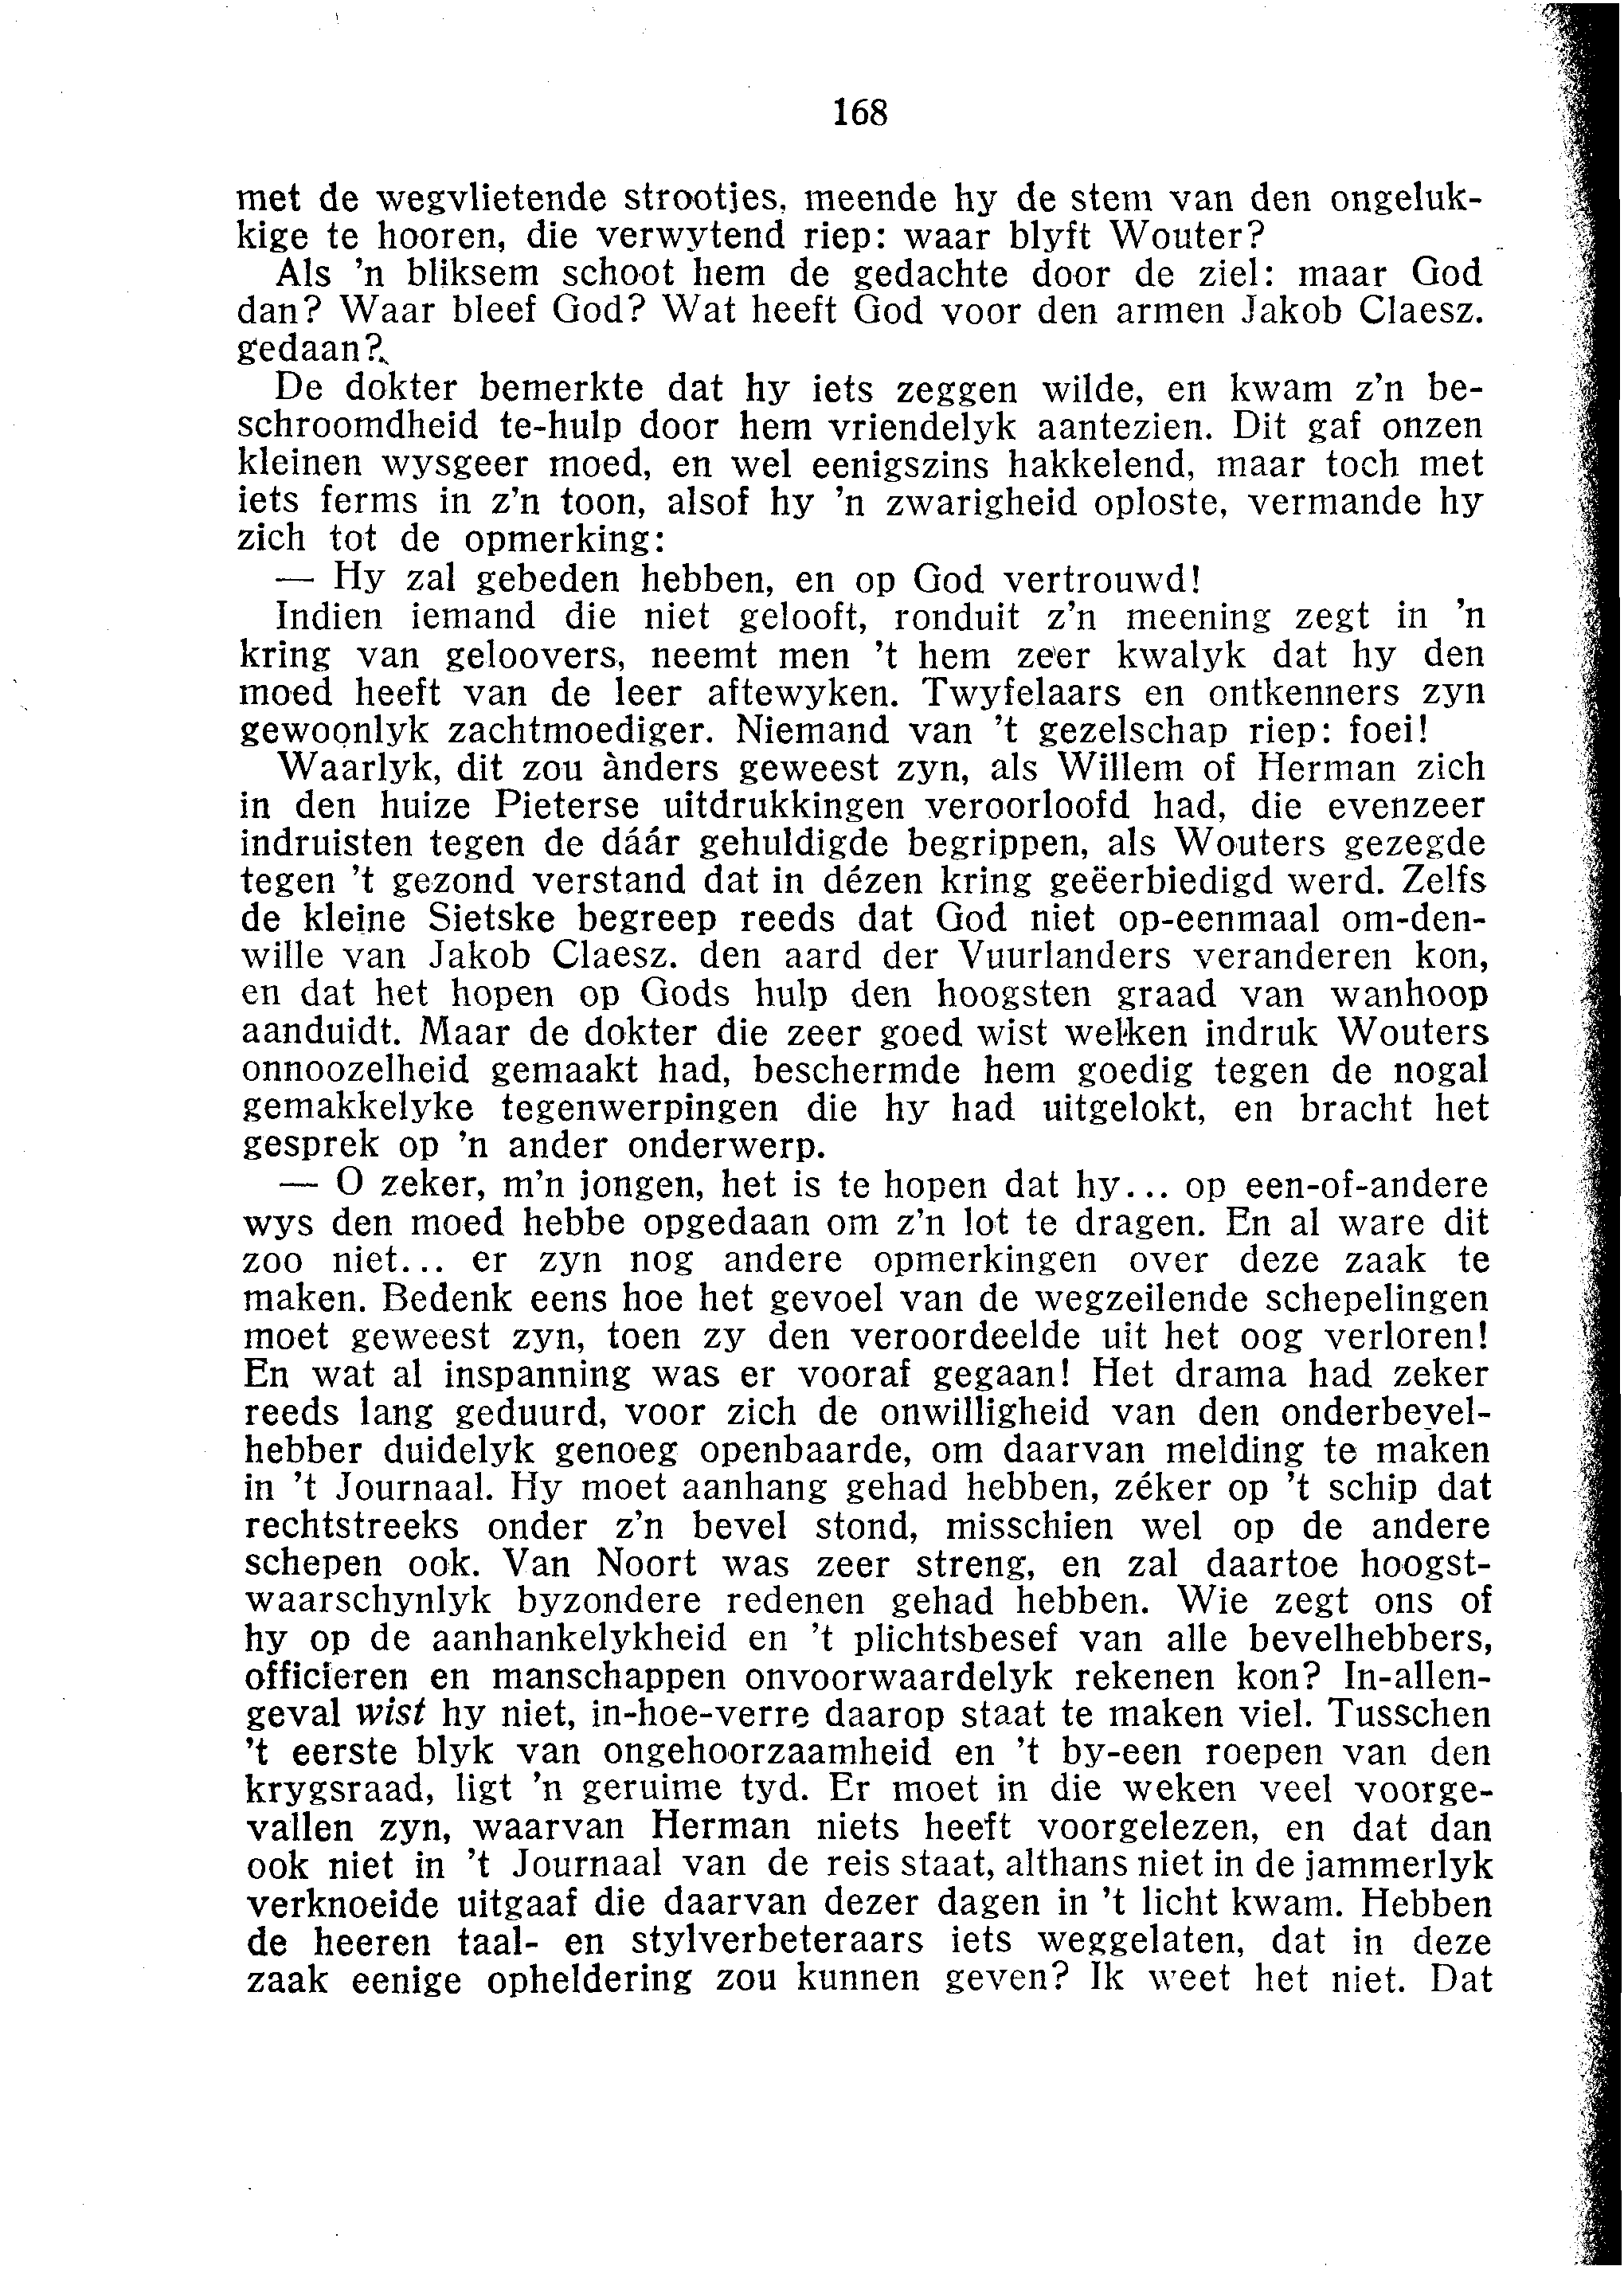 168
met de wegvlietende strootjes, meende hy de stem van den ongeluk-
kige te hooren, die verwytend riep: waar blyft Wouter?
Als 'n bliksem schoot hem de gedachte door de ziel: maar God
dan? Waar bleef God? Wat heeft God voor den armen Jakob Claesz.
gedaan?
De dokter bemerkte dat hy iets zeggen wilde, en kwam z'n be-
schroomdheid te-hulp door hem vriendelyk aantezien. Dit gaf onzen
kleinen wysgeer moed, en wel eenigszins hakkelend, maar toch met
iets ferms in z'n toon, alsof hy 'n zwarigheid oploste, vermande hy
zich tot de opmerking:
— Hy zal gebeden hebben, en op God vertrouwd!
Indien iemand die niet gelooft, ronduit z'n meening zegt in 'n
kring van geloovers, neemt men 't hem zeer kwalyk dat hy den
moed heeft van de leer aftewyken. Twyfelaars en ontkenners zyn
gewoonlyk zachtmoediger. Niemand van 't gezelschap riep: foei!
Waarlyk, dit zou ànders geweest zyn, als Willem of Herman zich
in den huize Pieterse uitdrukkingen veroorloofd had, die evenzeer
indruisten tegen de dáár gehuldigde begrippen, als Wouters gezegde
tegen 't gezond verstand dat in dézen kring geëerbiedigd werd. Zelfs
de kleine Sietske begreep reeds dat God niet op-eenmaal om-den-
wille van Jakob Claesz. den aard der Vuurlanders veranderen kon,
en dat het hopen op Gods hulp den hoogsten graad van wanhoop
aanduidt. Maar de dokter die zeer goed wist welken indruk Wouters
onnoozelheid gemaakt had, beschermde hem goedig tegen de nogal
gemakkelyke tegenwerpingen die hy had uitgelokt, en bracht het
gesprek op 'n ander onderwerp.
— O zeker, m'n jongen, het is te hopen dat hy... op een-of-andere
wys den moed hebbe opgedaan om z'n lot te dragen. En al ware dit
zoo niet... er zyn nog andere opmerkingen over deze zaak te
maken. Bedenk eens hoe het gevoel van de wegzeilende schepelingen
moet geweest zyn, toen zy den veroordeelde uit het oog verloren!
En wat al inspanning was er vooraf gegaan! Het drama had zeker
reeds lang geduurd, voor zich de onwilligheid van den onderbevel-
hebber duidelyk genoeg openbaarde, om daarvan melding te maken
in 't Journaal. Hy moet aanhang gehad hebben, zéker op 't schip dat
rechtstreeks onder z'n bevel stond, misschien wel op de andere
schepen ook. Van Noort was zeer streng, en zal daartoe hoogst-
waarschynlyk byzondere redenen gehad hebben. Wie zegt ons of
hy op de aanhankelykheid en 't plichtsbesef van alle bevelhebbers,
officieren en manschappen onvoorwaardelyk rekenen kon? In-allen-
geval wist hy niet, in-hoe-verre daarop staat te maken viel. Tusschen
't eerste blyk van ongehoorzaamheid en 't by-een roepen van den
krygsraad, ligt 'n geruime tyd. Er moet in die weken veel voorge-
vallen zyn, waarvan Herman niets heeft voorgelezen, en dat dan
ook niet in 't Journaal van de reis staat, althans niet in de jammerlyk
verknoeide uitgaaf die daarvan dezer dagen in 't licht kwam. Hebben
de heeren taal- en stylverbeteraars iets weggelaten, dat in deze
zaak eenige opheldering zou kunnen geven? Ik weet het niet. Dat